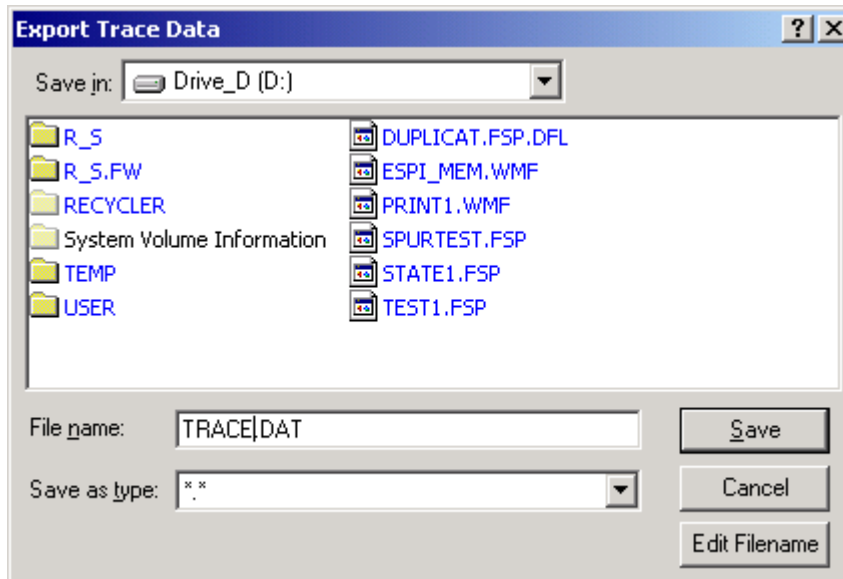 Export Trace Data
Save in: Drive_D (D:)
R_S
R_S.FW
RECYCLER
System Volume Information
TEMP
USER
DUPLICAT.FSP.DFL
ESPI_MEM.WMF
PRINT1.WMF
SPURTEST.FSP
STATE1.FSP
TEST1.FSP
File name: TRACE.DAT
Save
Save as type: *.*
Cancel
Edit Filename